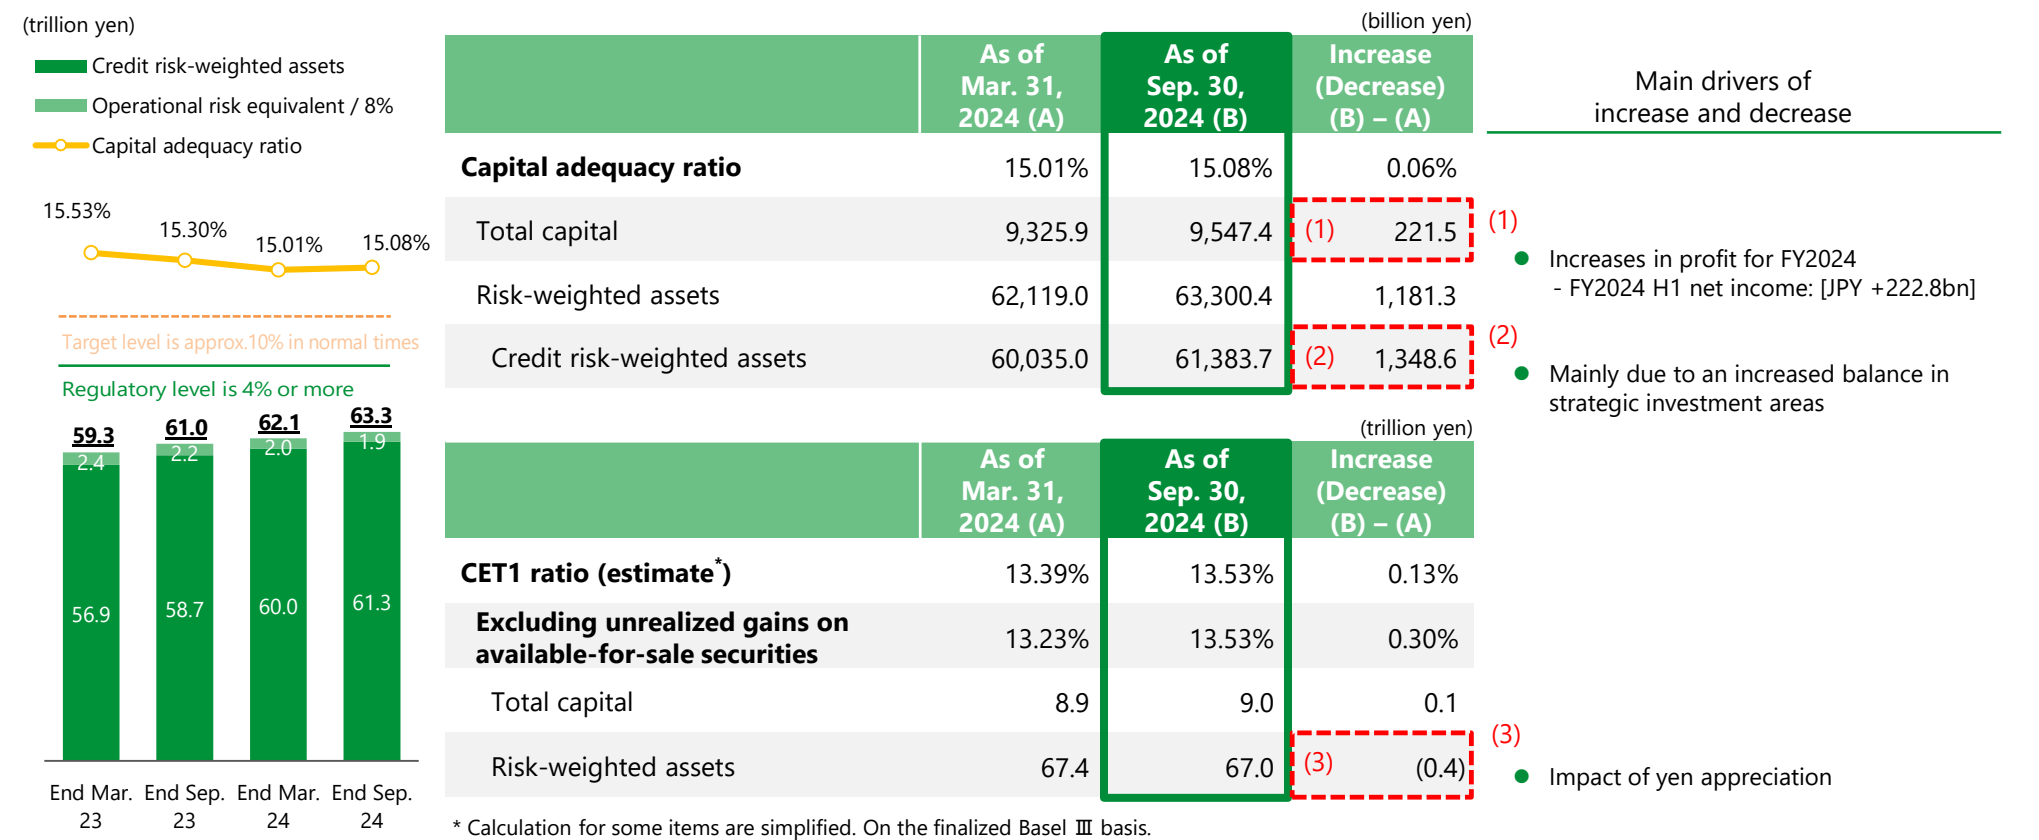 (trillion yen)
Credit risk-weighted assets
Operational risk equivalent / 8%
Capital adequacy ratio
15.53%
15.30%
15.01%
15.08%
Target level is approx.10% in normal times
Regulatory level is 4% or more
59.3
61.0
62.1
63.3
2.4
2.2
2.0
1.9
56.9
58.7
60.0
61.3
End Mar. End Sep. End Mar. End Sep.
23 23 24 24
(billion yen)
As of
Mar. 31,
2024 (A)
As of
Sep. 30,
2024 (B)
Increase
(Decrease)
(B) – (A)
Capital adequacy ratio 15.01% 15.08% 0.06%
Total capital 9,325.9 9,547.4 (1) 221.5
Risk-weighted assets 62,119.0 63,300.4 1,181.3
Credit risk-weighted assets 60,035.0 61,383.7 (2) 1,348.6
(trillion yen)
As of
Mar. 31,
2024 (A)
As of
Sep. 30,
2024 (B)
Increase
(Decrease)
(B) – (A)
CET1 ratio (estimate*) 13.39% 13.53% 0.13%
Excluding unrealized gains on
available-for-sale securities 13.23% 13.53% 0.30%
Total capital 8.9 9.0 0.1
Risk-weighted assets 67.4 67.0 (3) (0.4)
* Calculation for some items are simplified. On the finalized Basel Ⅲ basis.
Main drivers of
increase and decrease
(1)
● Increases in profit for FY2024
- FY2024 H1 net income: [JPY +222.8bn]
(2)
● Mainly due to an increased balance in
strategic investment areas
(3)
● Impact of yen appreciation